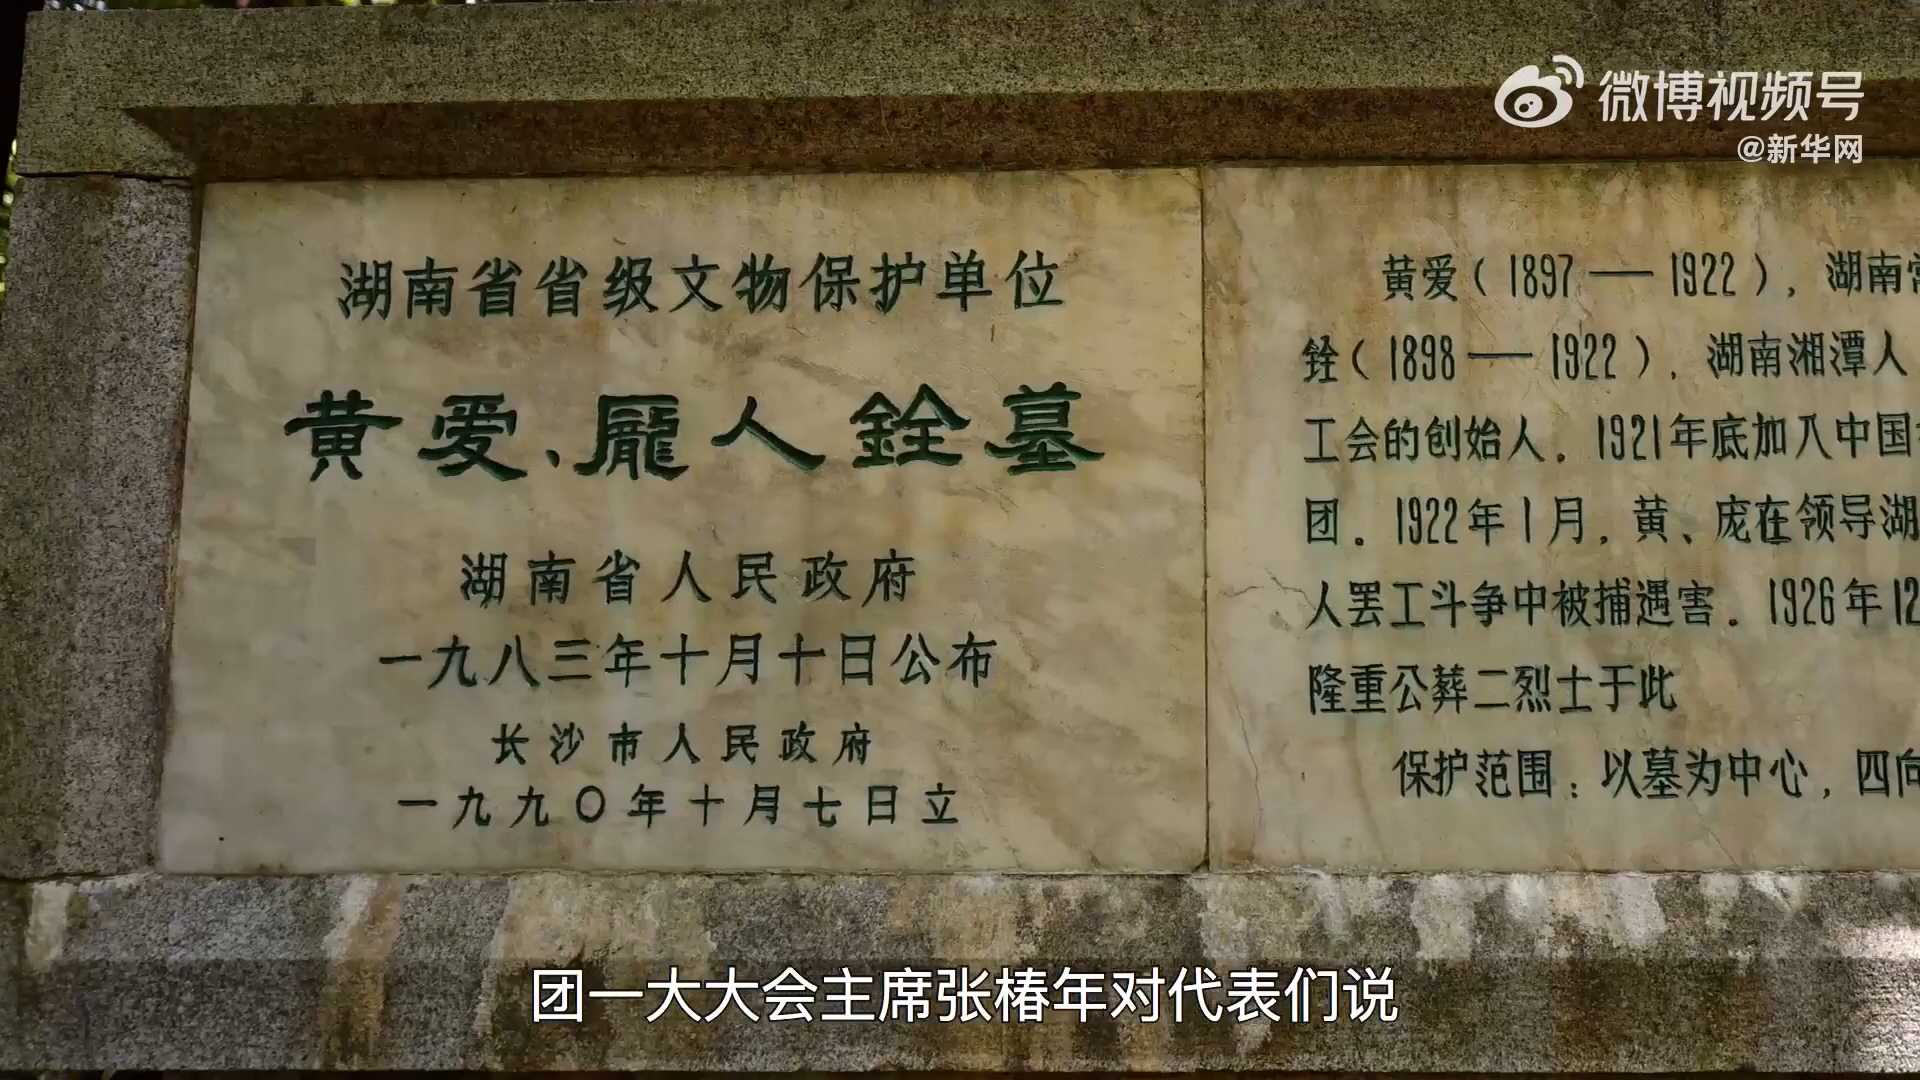 微博视频号
@新华网
湖南省省级文物保护单位
黄爱、龎人銓墓
湖南省人民政府
一九八三年十月十日公布
长沙市人民政府
一九九〇年十月七日立
黄爱(1897——1922),湖南常
铨(1898——1922),湖南湘潭人
工会的创始人.1921年底加入中国
团.1922年1月,黄、庞在领导湖
人罢工斗争中被捕遇害.1926年12
隆重公葬二烈士于此
保护范围:以墓为中心,四向
团一大大会主席张椿年对代表们说